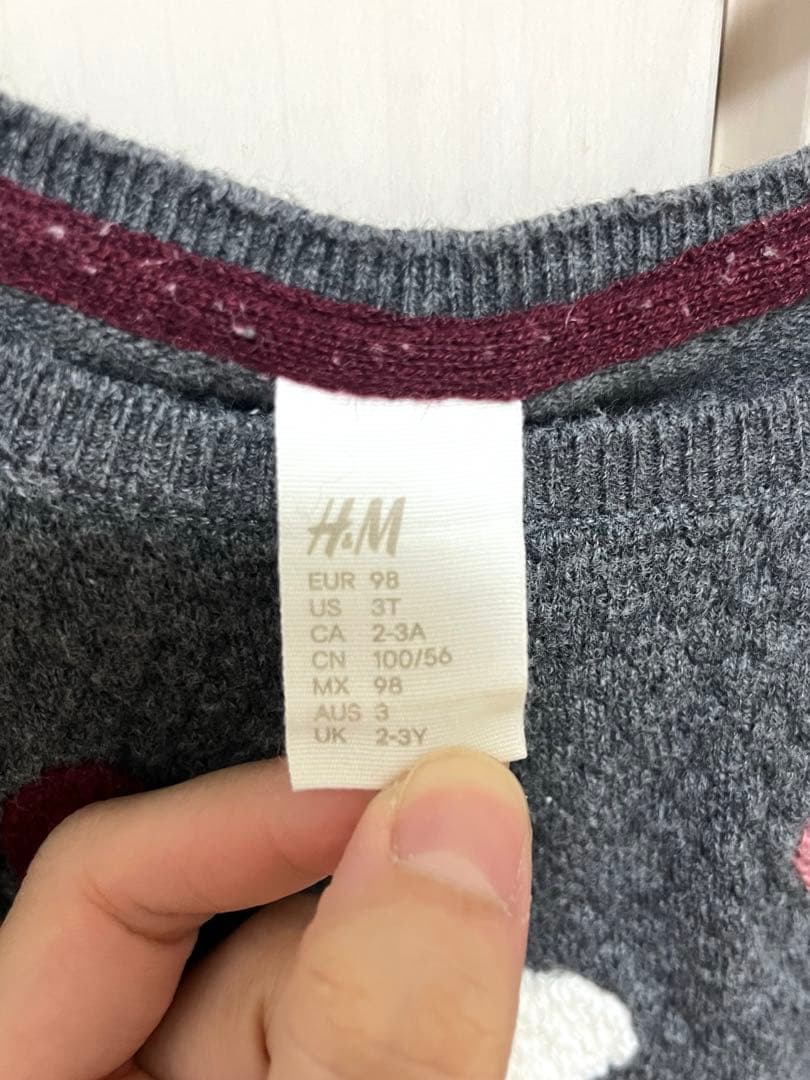 H&M
EUR 98
US 3T
CA 2-3A
CN 100/56
MX 98
AUS 3
UK 2-3Y